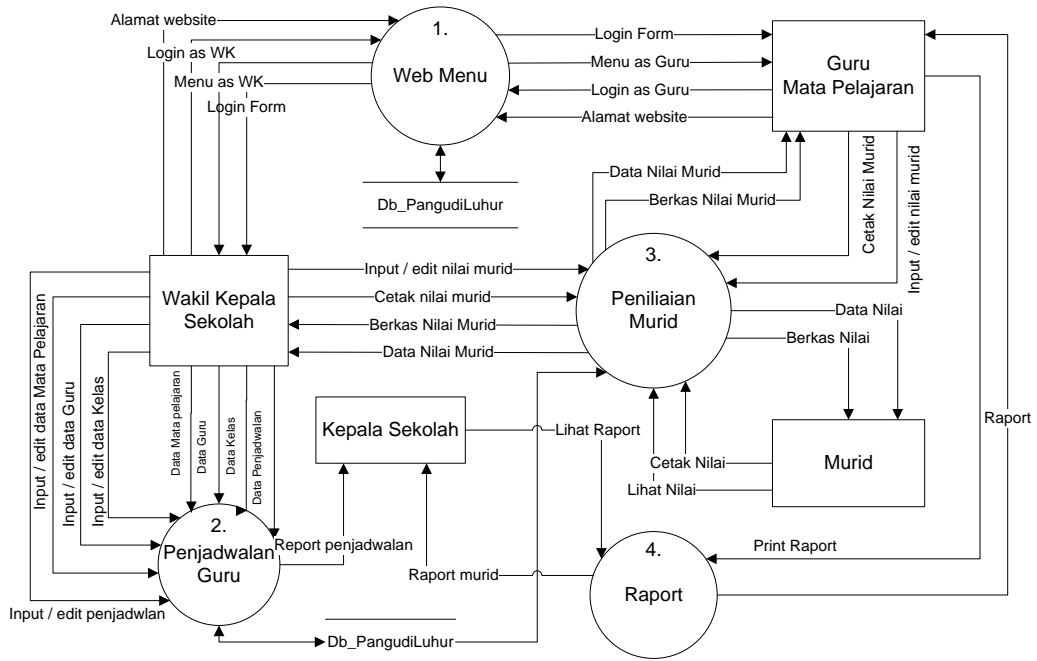 Alamat website
1.
Web Menu
Login as WK
Menu as WK
Login Form
Login Form
Menu as Guru
Login as Guru
Alamat website
Guru
Mata Pelajaran
Db_PangudiLuhur
Data Nilai Murid
Berkas Nilai Murid
Cetak Nilai Murid
Input / edit nilai murid
Wakil Kepala
Sekolah
Input / edit nilai murid
Cetak nilai murid
Berkas Nilai Murid
Data Nilai Murid
3.
Peniliaian
Murid
Data Nilai
Berkas Nilai
Raport
Input / edit data Mata Pelajaran
Input / edit data Guru
Input / edit data Kelas
Data Mata pelajaran
Data Guru
Data Kelas
Data Penjadwalan
Kepala Sekolah
Lihat Raport
Cetak Nilai
Lihat Nilai
Murid
2.
Penjadwalan
Guru
Report penjadwalan
Raport murid
4.
Raport
Print Raport
Input / edit penjadwlan
Db_PangudiLuhur